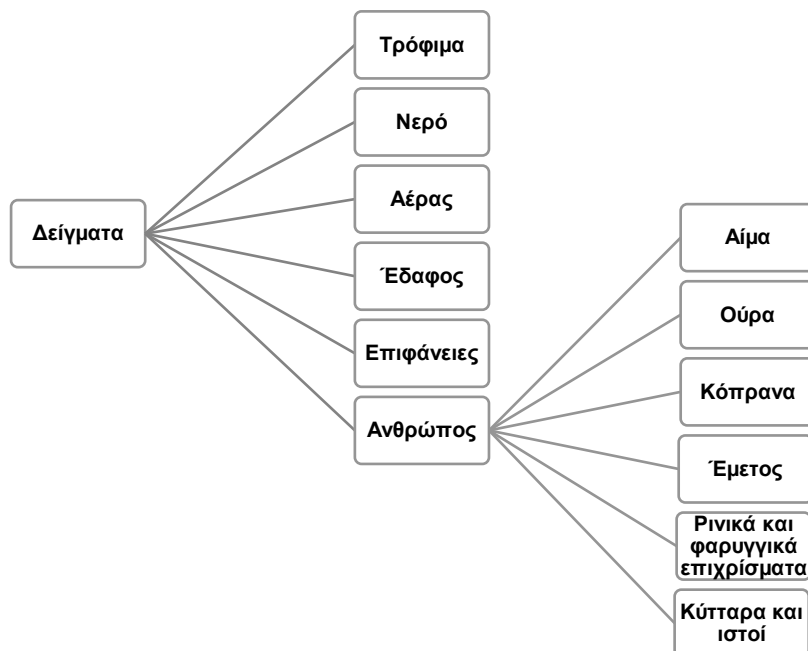 Δείγματα
Τρόφιμα
Νερό
Αέρας
Έδαφος
Επιφάνειες
Ανθρώπος
Αίμα
Ούρα
Κόπρανα
Έμετος
Ρινικά και
φαρυγγικά
επιχρίσματα
Κύτταρα και
ιστοί